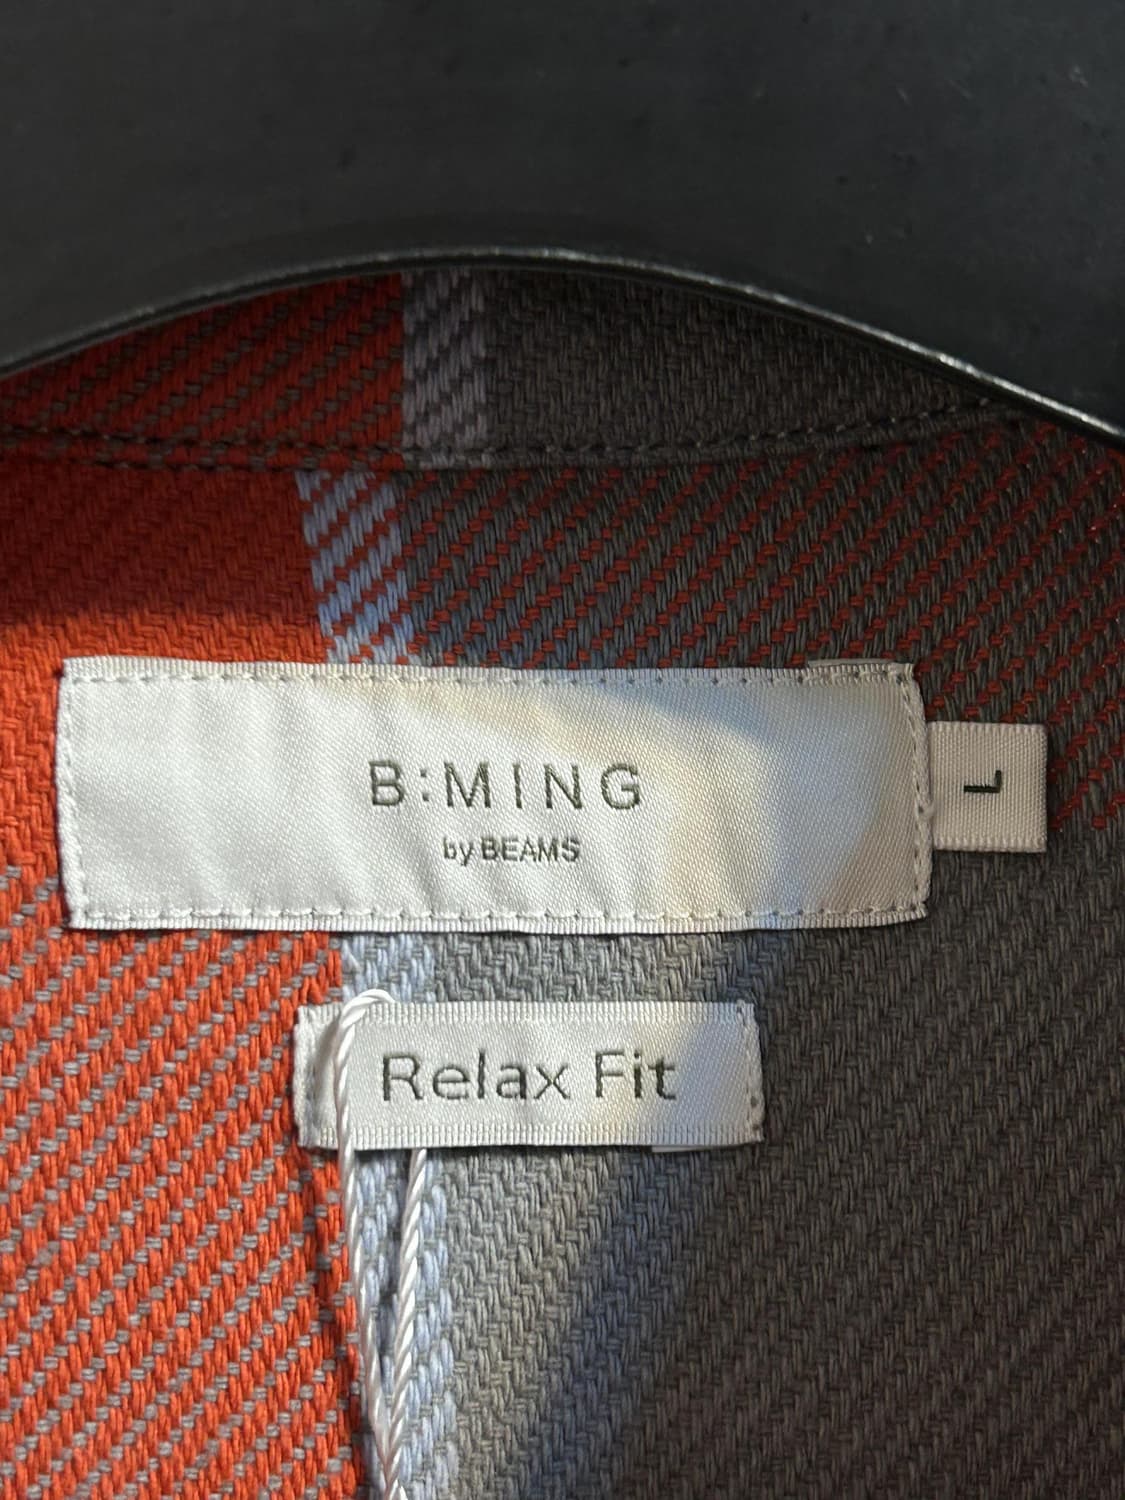 B:MING
by BEAMS
L
Relax Fit